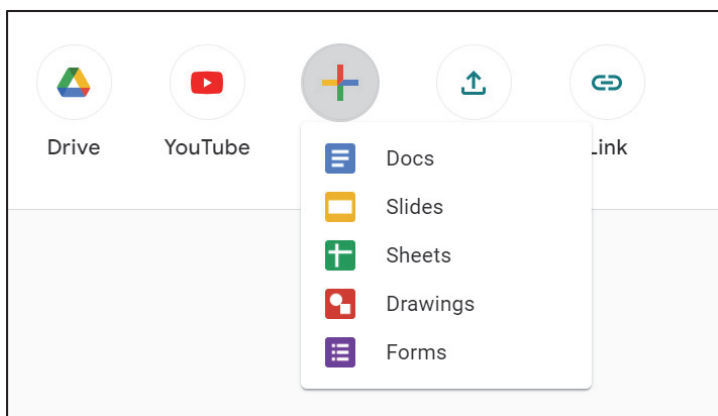 Drive
YouTube
Link
Docs
Slides
Sheets
Drawings
Forms